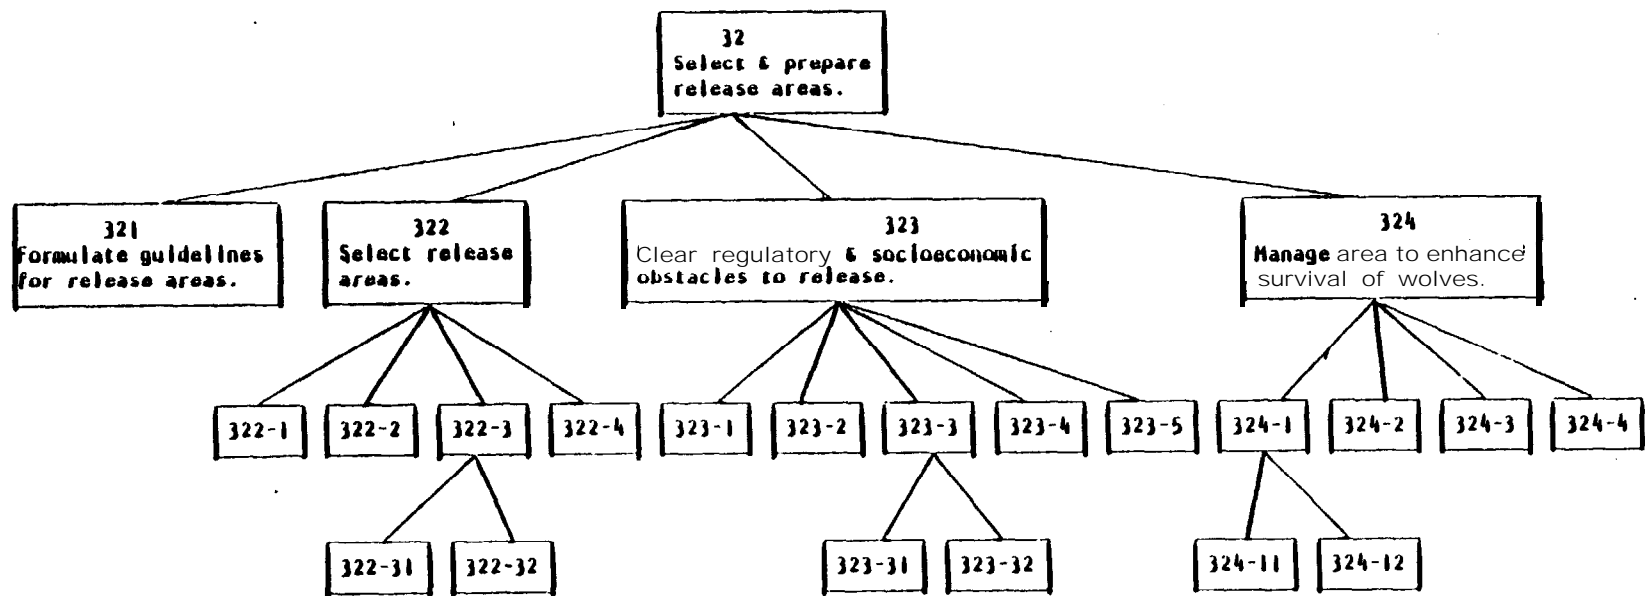 32
Select & prepare
release areas.
321
Formulate guidelines
for release areas.
322
Select release
areas.
323
Clear regulatory & socioeconomic
obstacles to release.
324
Manage area to enhance
survival of wolves.
322-1
322-2
322-3
322-4
323-1
323-2
323-3
323-4
323-5
324-1
324-2
324-3
324-4
322-31
322-32
323-31
323-32
324-11
324-12